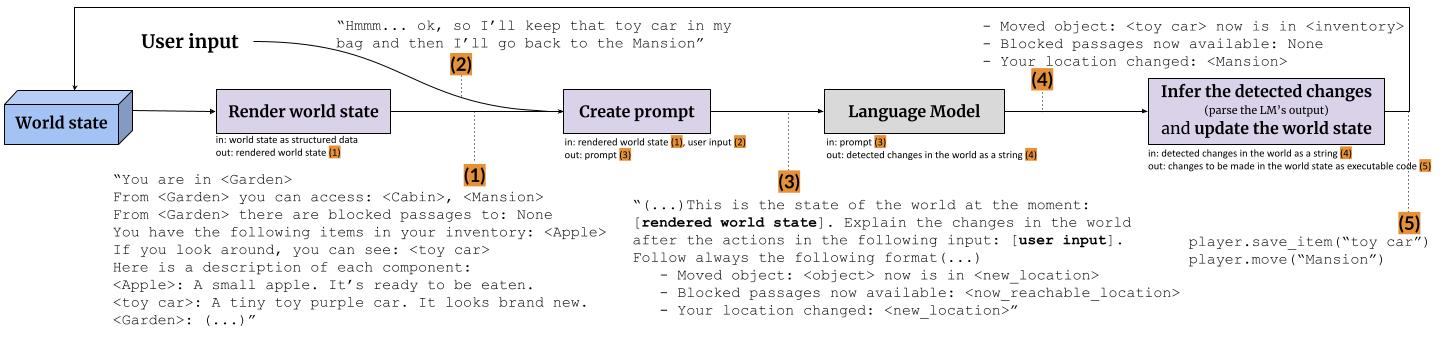 User input
"Hmmm... ok, so I'll keep that toy car in my
bag and then I'll go back to the Mansion"
(2)
- Moved object: <toy car> now is in <inventory>
- Blocked passages now available: None
- Your location changed: <Mansion>
(4)
World state
Render world state
in: world state as structured data
out: rendered world state (1)
Create prompt
in: rendered world state (1), user input (2)
out: prompt (3)
Language Model
in: prompt (3)
out: detected changes in the world as a string (4)
Infer the detected changes
(parse the LM's output)
and update the world state
in: detected changes in the world as a string (4)
out: changes to be made in the world state as executable code (5)
(1)
"You are in <Garden>
From <Garden> you can access: <Cabin>, <Mansion>
From <Garden> there are blocked passages to: None
You have the following items in your inventory: <Apple>
If you look around, you can see: <toy car>
Here is a description of each component:
<Apple>: A small apple. It's ready to be eaten.
<toy car>: A tiny toy purple car. It looks brand new.
<Garden>: (...)"
(3)
"(...)This is the state of the world at the moment:
[rendered world state]. Explain the changes in the world
after the actions in the following input: [user input].
Follow always the following format(...)
- Moved object: <object> now is in <new_location>
- Blocked passages now available: <now_reachable_location>
- Your location changed: <new_location>"
(5)
player.save_item("toy car")
player.move("Mansion")